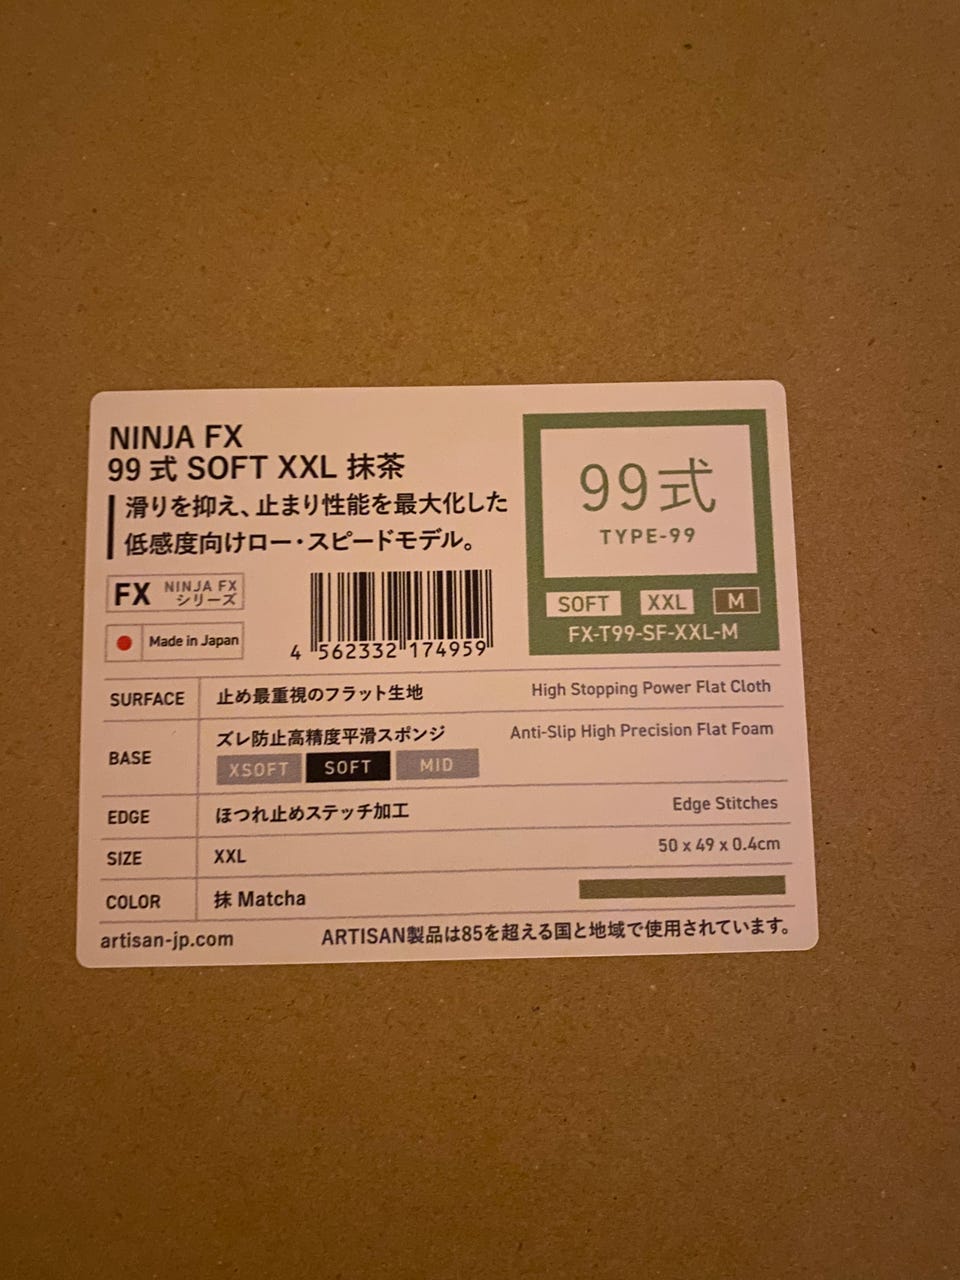 NINJA FX
99 式 SOFT XXL 抹茶
滑りを抑え、止まり性能を最大化した
低感度向けロー・スピードモデル。
FX NINJA FX
シリーズ
Made in Japan
4 562332 174959
99式
TYPE-99
SOFT XXL M
FX-T99-SF-XXL-M
SURFACE 止め最重視のフラット生地 High Stopping Power Flat Cloth
BASE ズレ防止高精度平滑スポンジ Anti-Slip High Precision Flat Foam
XSOFT SOFT MID
EDGE ほつれ止めステッチ加工 Edge Stitches
SIZE XXL 50 x 49 x 0.4cm
COLOR 抹 Matcha
artisan-jp.com ARTISAN製品は85を超える国と地域で使用されています。